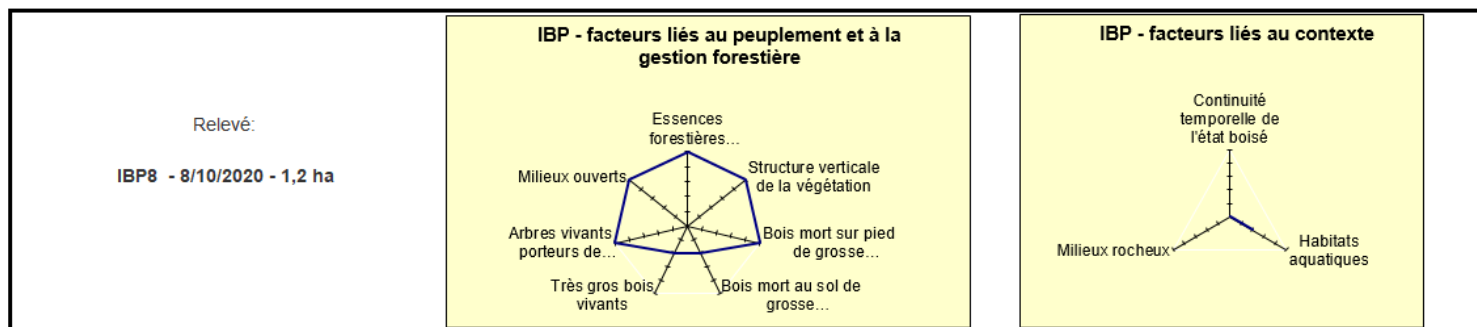 Relevé:
IBP8 - 8/10/2020 - 1,2 ha
IBP - facteurs liés au peuplement et à la
gestion forestière
Essences
forestières...
Structure verticale
de la végétation
Bois mort sur pied
de grosse...
Bois mort au sol de
grosse...
Très gros bois
vivants
Arbres vivants
porteurs de...
Milieux ouverts
IBP - facteurs liés au contexte
Continuité
temporelle de
l'état boisé
Habitats
aquatiques
Milieux rocheux